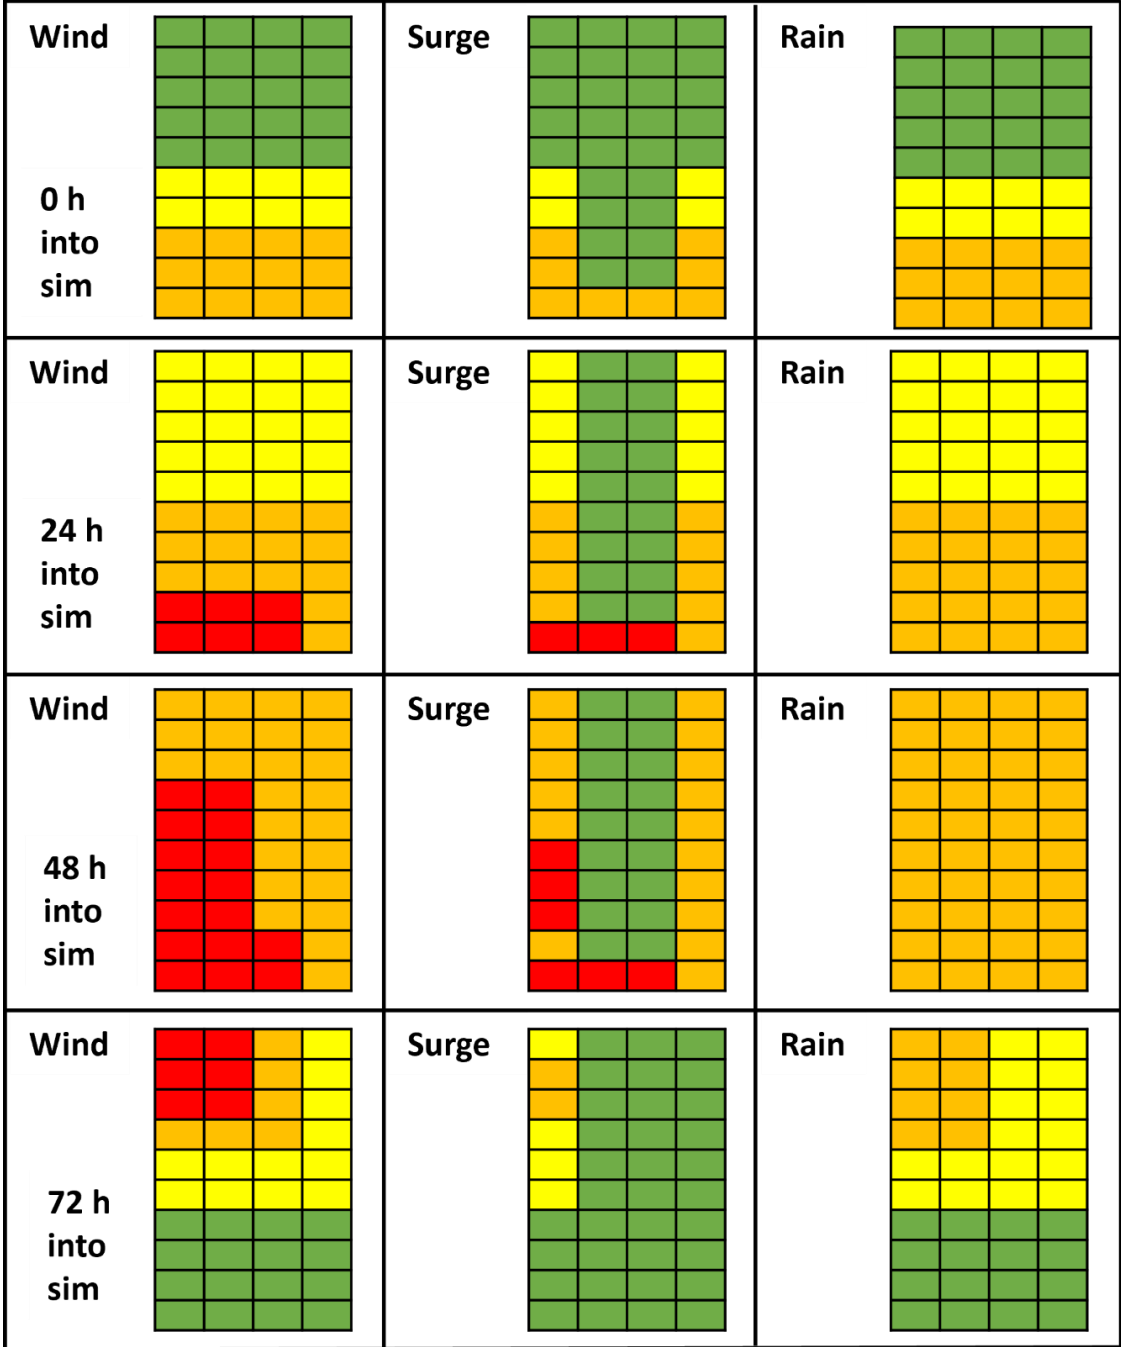 Wind
Surge
Rain
0 h
into
sim
Wind
Surge
Rain
24 h
into
sim
Wind
Surge
Rain
48 h
into
sim
Wind
Surge
Rain
72 h
into
sim